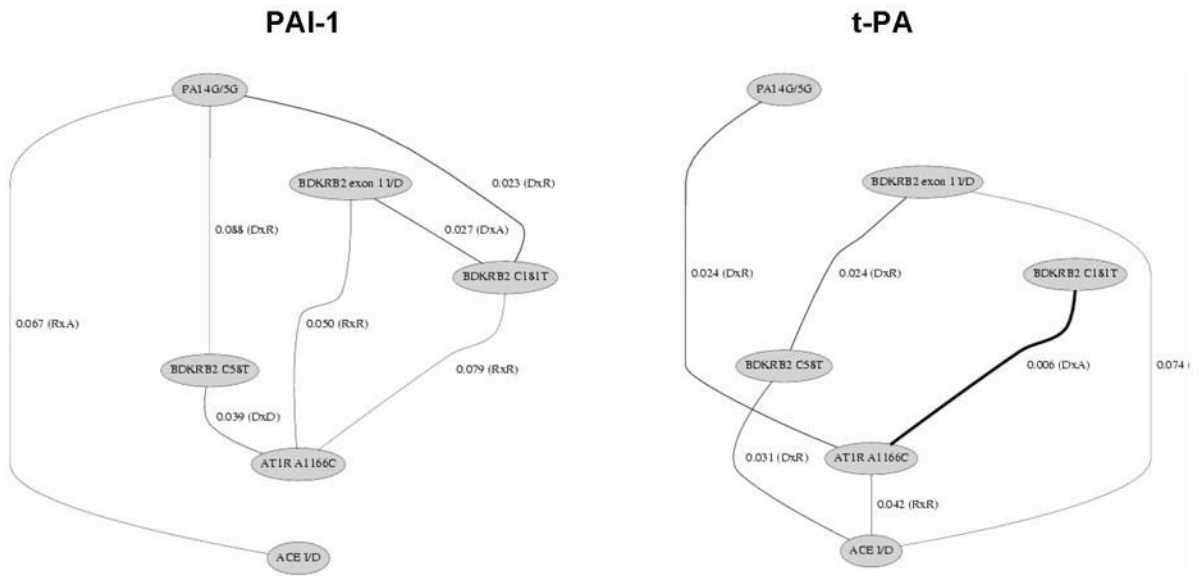 PAI-1
t-PA
PAI 4G/5G
BDKRB2 exon 1 I/D
0.023 (DxR)
0.088 (DxR)
0.027 (DxA)
BDKRB2 C181T
0.067 (RxA)
0.050 (RxR)
BDKRB2 C58T
0.079 (RxR)
0.039 (DxD)
AT1R A1166C
ACE I/D
PAI 4G/5G
BDKRB2 exon 1 I/D
0.024 (DxR)
0.024 (DxR)
BDKRB2 C181T
BDKRB2 C58T
0.006 (DxA)
0.074 (
0.031 (DxR)
AT1R A1166C
0.042 (RxR)
ACE I/D